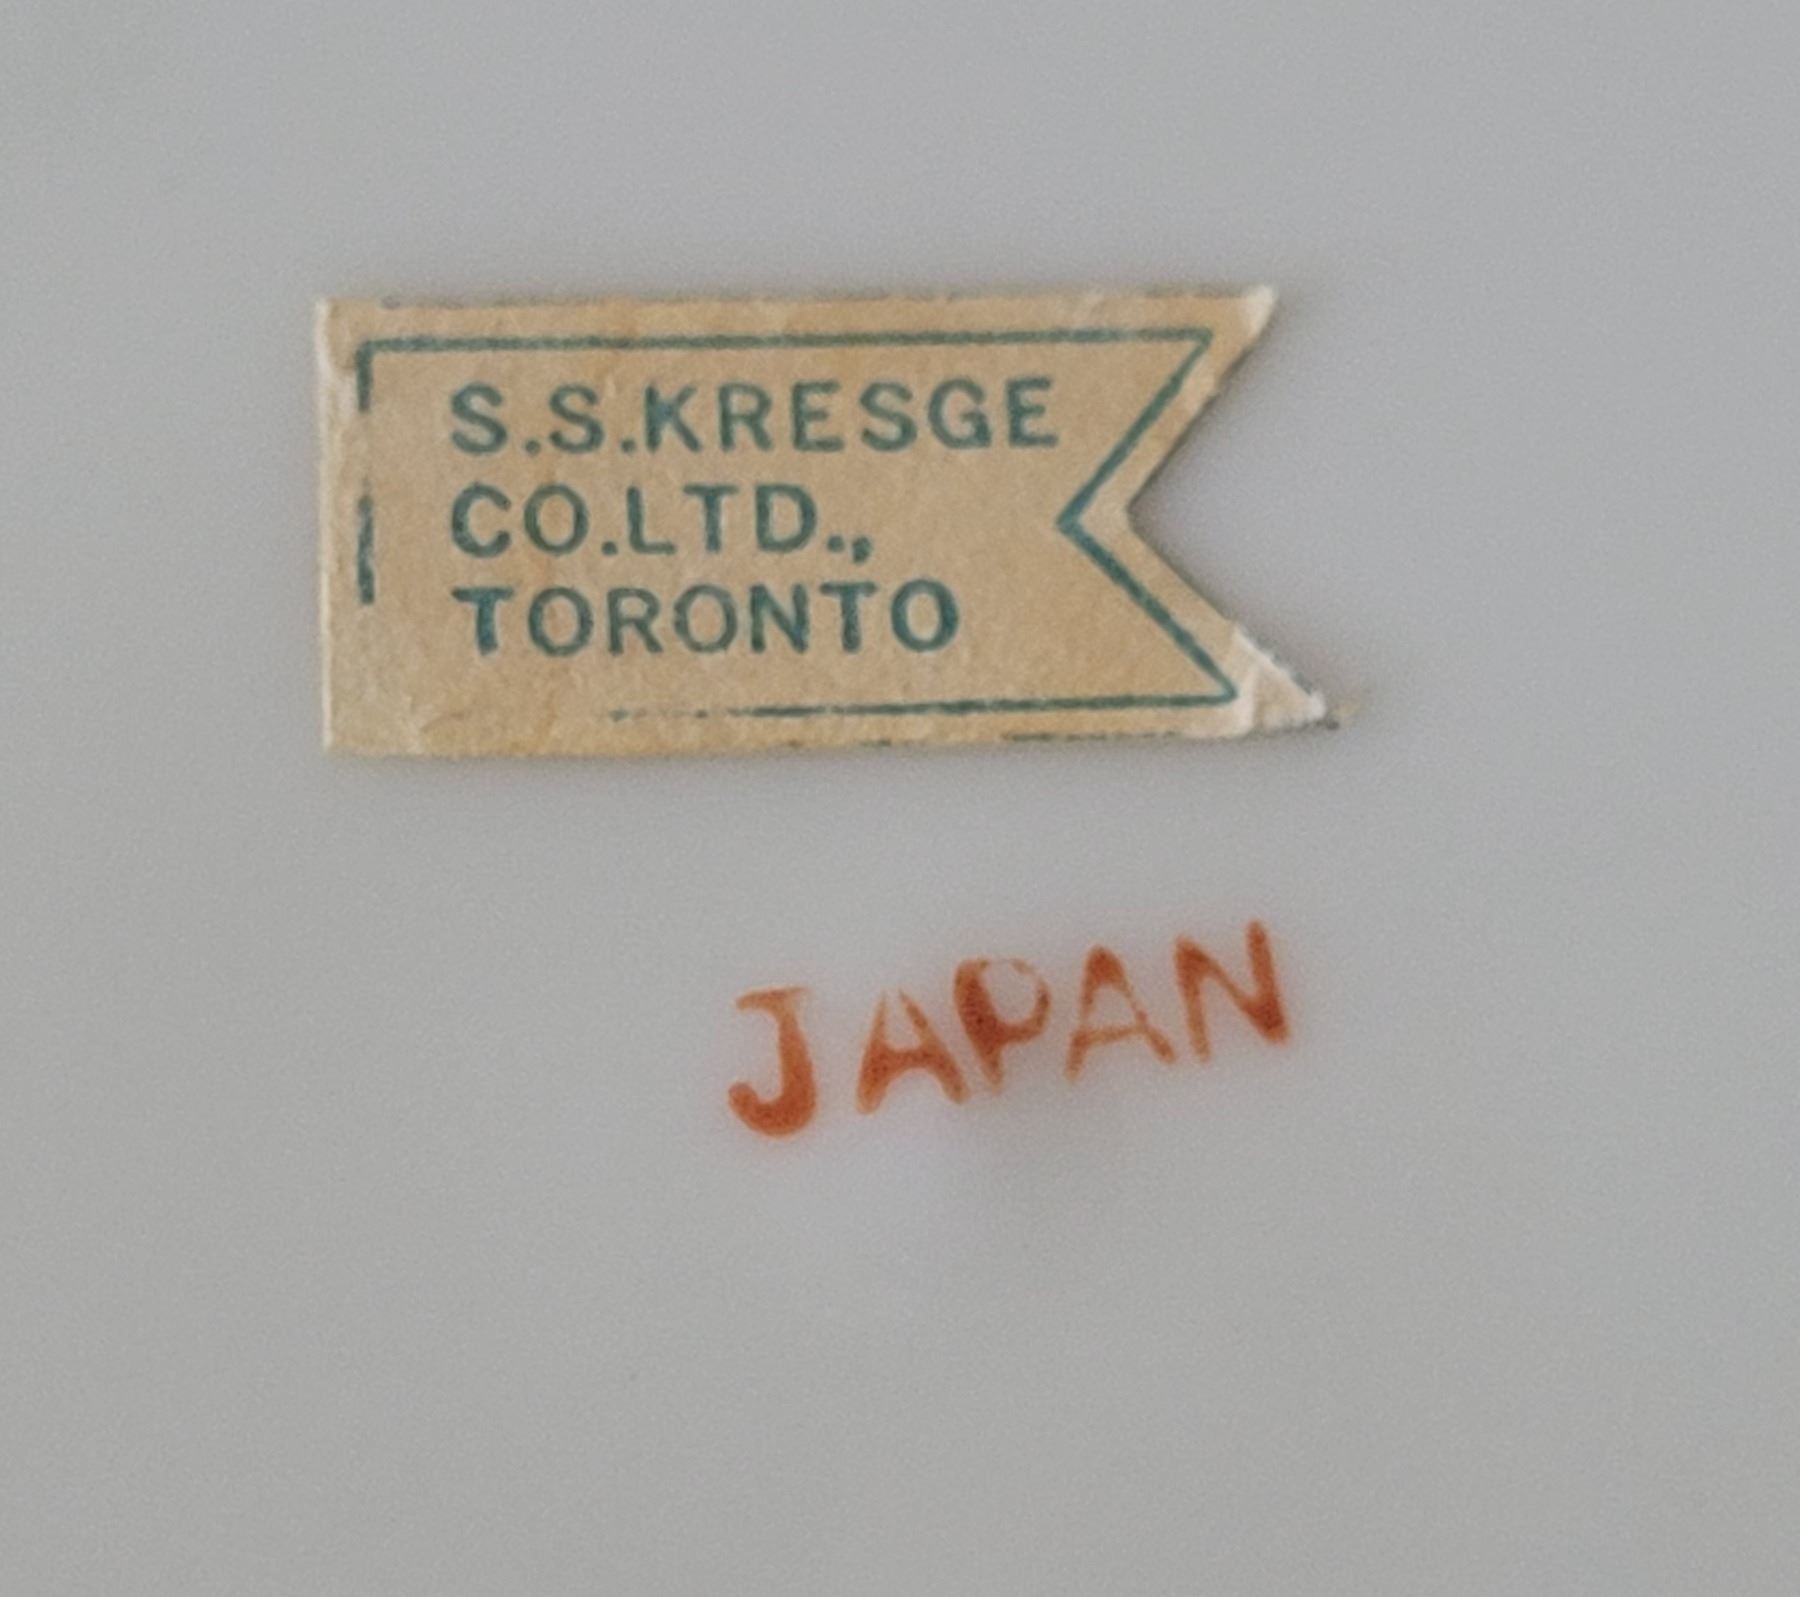 S.S.KRESGE
CO.LTD.,
TORONTO
JAPAN